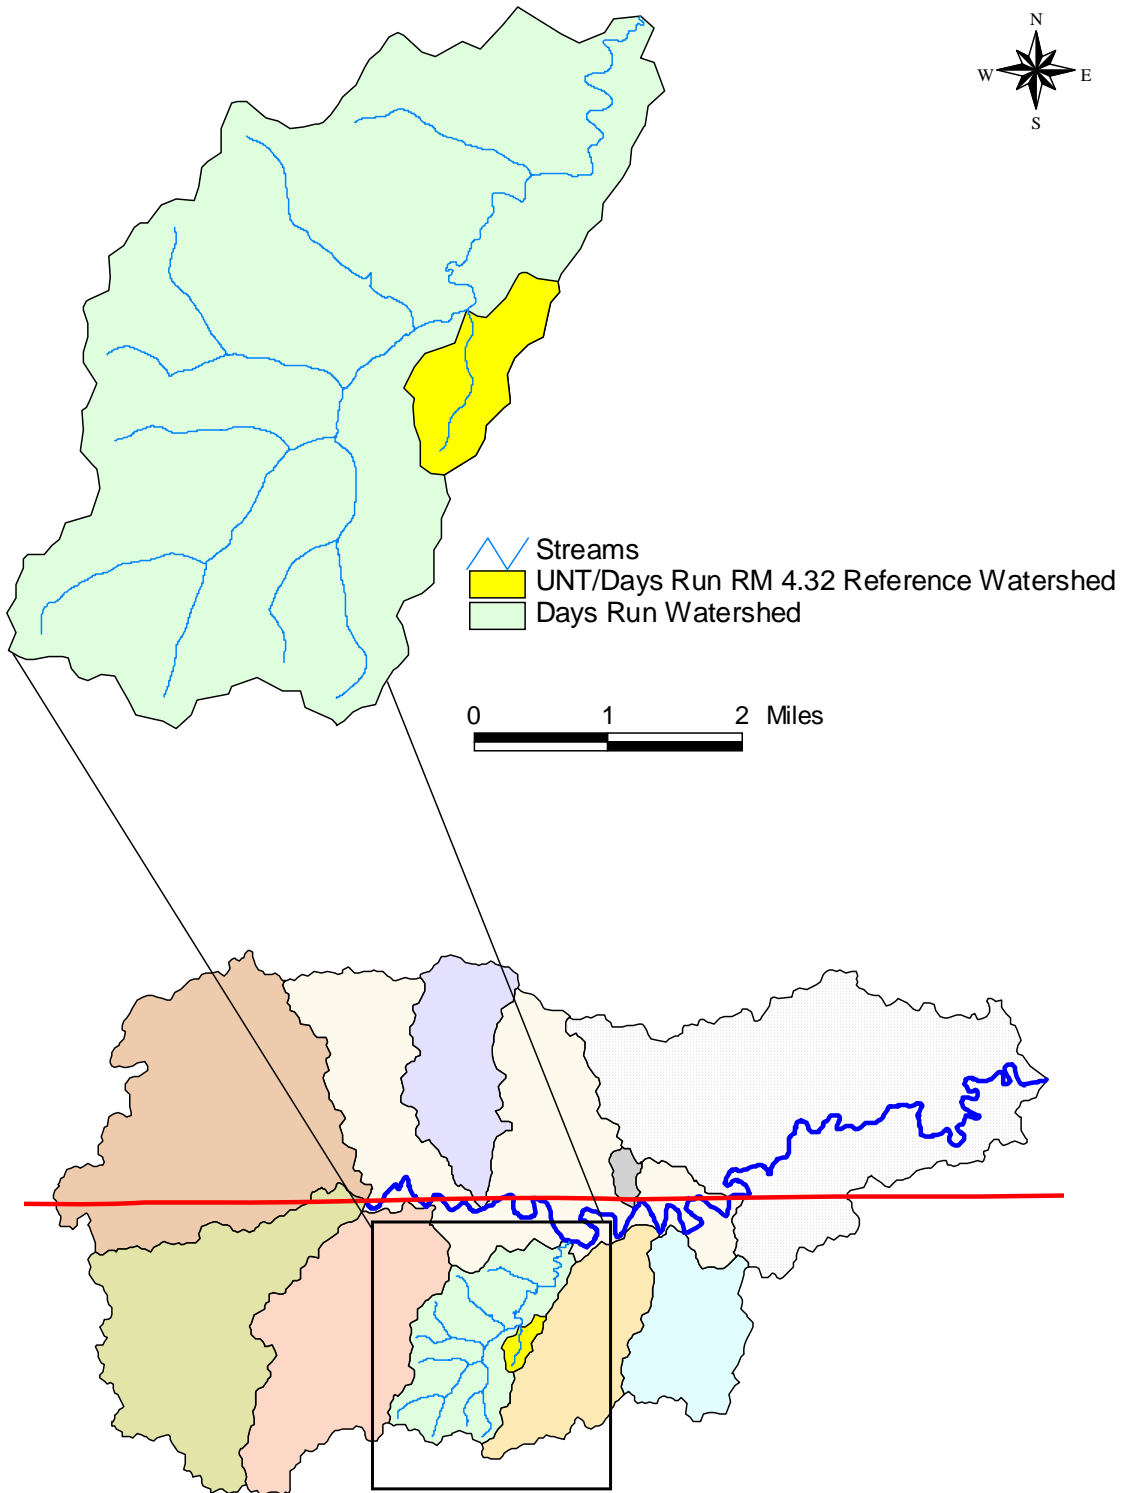 N
W E
S
Streams
UNT/Days Run RM 4.32 Reference Watershed
Days Run Watershed
0 1 2 Miles